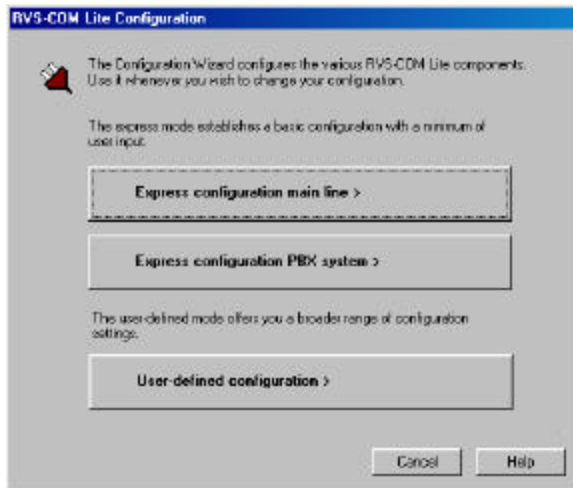 RVS-COM Lite Configuration
The Configuration Wizard configures the various RVS-COM Lite components.
Use it whenever you wish to change your configuration.
The express mode establishes a basic configuration with a minimum of
user input.
Express configuration main line >
Express configuration PBX system >
The user-defined mode offers you a broader range of configuration
settings.
User-defined configuration >
Cancel
Help